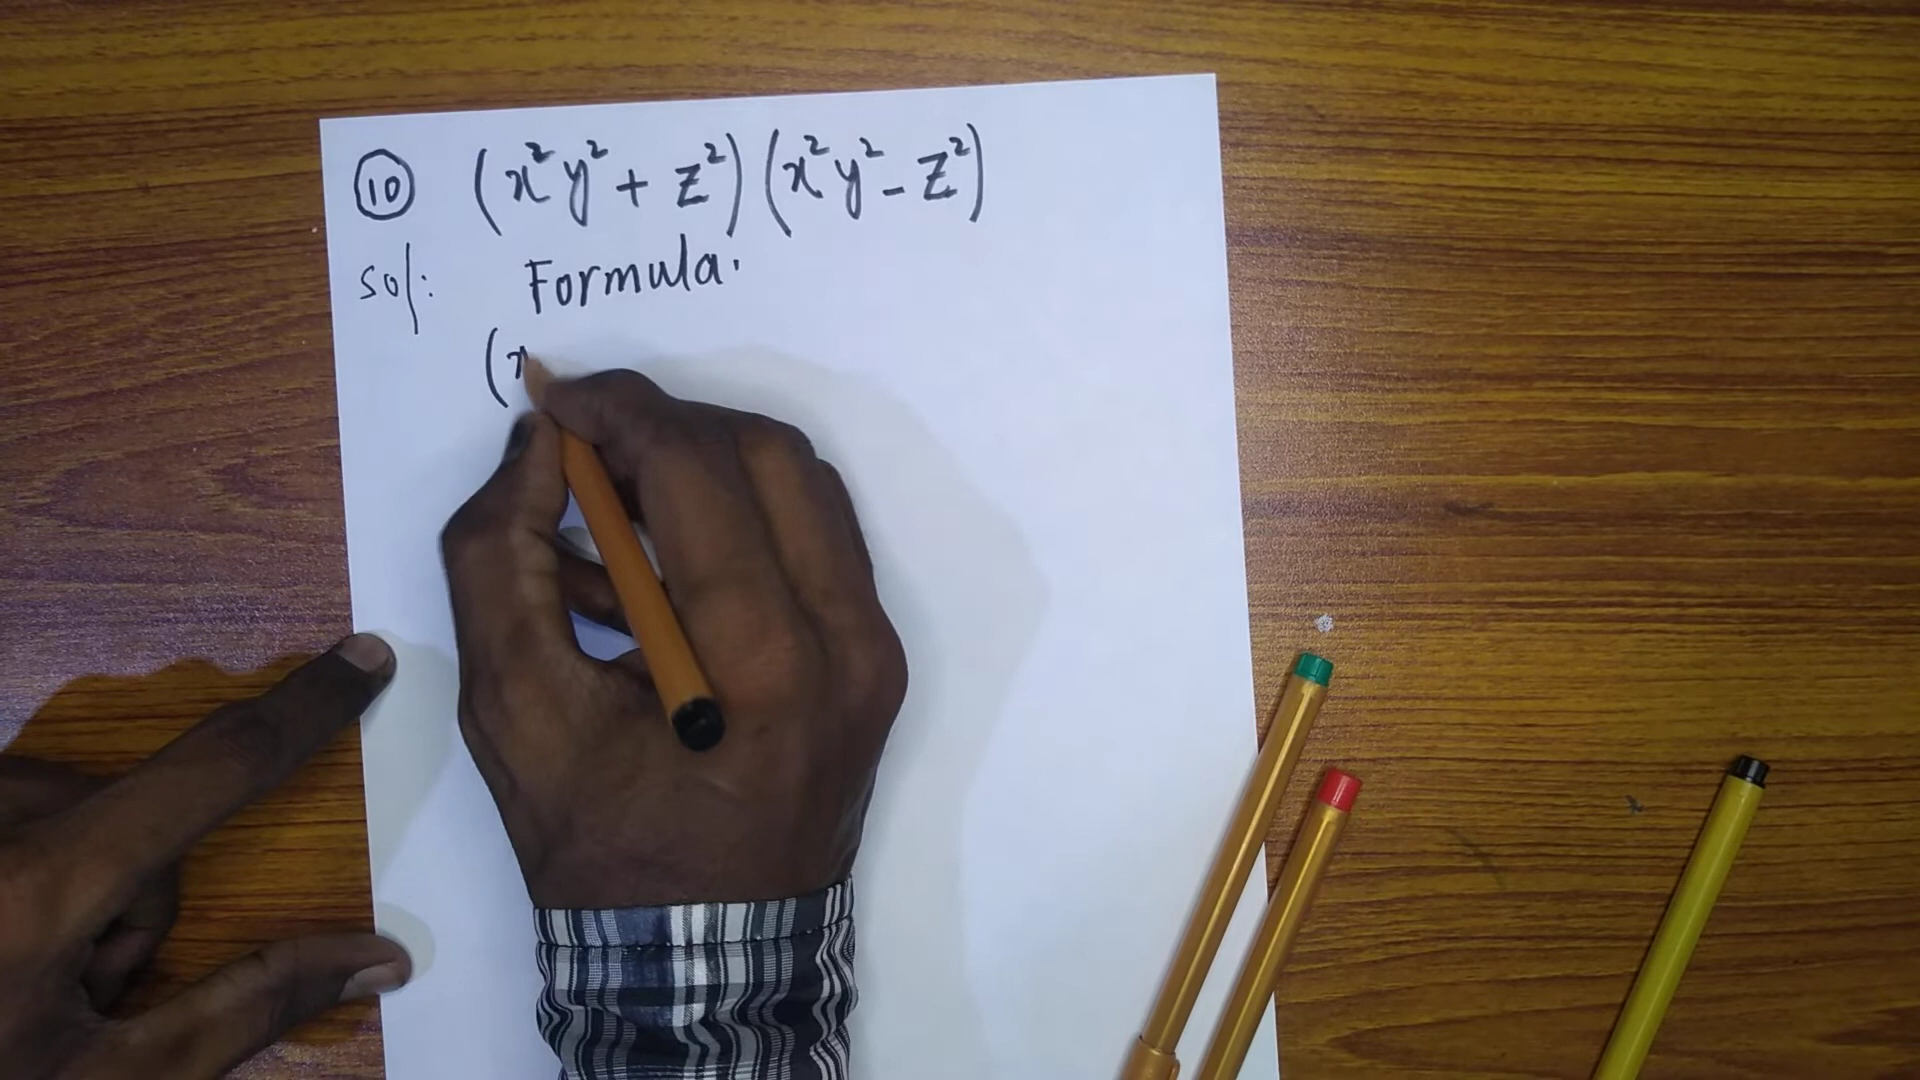 10 (x²y² + z²)(x²y² - z²)
Sol: Formula.
(x